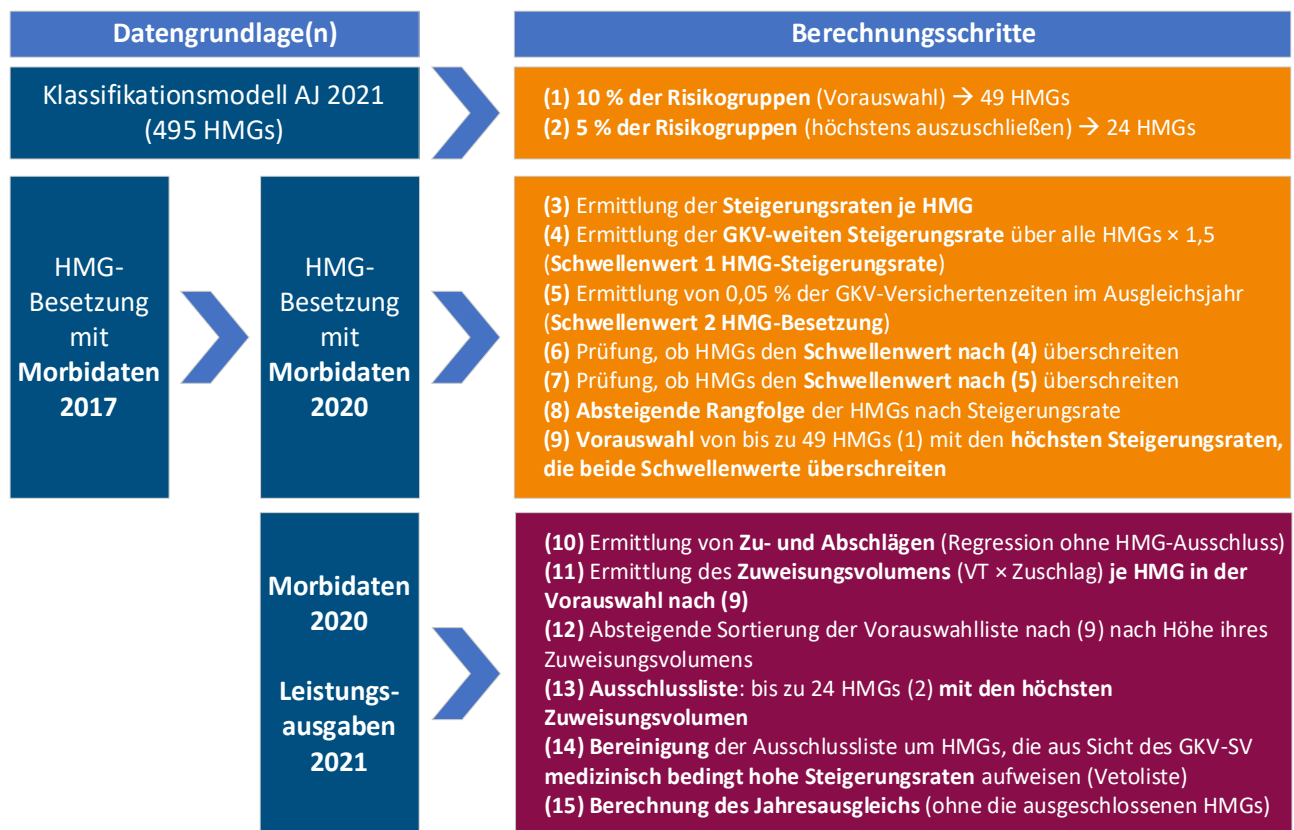 Datengrundlage(n)
Berechnungsschritte
Klassifikationsmodell AJ 2021
(495 HMGs)
(1) 10 % der Risikogruppen (Vorauswahl) → 49 HMGs
(2) 5 % der Risikogruppen (höchstens auszuschließen) → 24 HMGs
HMG-
Besetzung
mit
Morbidaten
2017
HMG-
Besetzung
mit
Morbidaten
2020
(3) Ermittlung der Steigerungsraten je HMG
(4) Ermittlung der GKV-weiten Steigerungsrate über alle HMGs × 1,5
(Schwellenwert 1 HMG-Steigerungsrate)
(5) Ermittlung von 0,05 % der GKV-Versichertenzeiten im Ausgleichsjahr
(Schwellenwert 2 HMG-Besetzung)
(6) Prüfung, ob HMGs den Schwellenwert nach (4) überschreiten
(7) Prüfung, ob HMGs den Schwellenwert nach (5) überschreiten
(8) Absteigende Rangfolge der HMGs nach Steigerungsrate
(9) Vorauswahl von bis zu 49 HMGs (1) mit den höchsten Steigerungsraten,
die beide Schwellenwerte überschreiten
Morbidaten
2020
Leistungs-
ausgaben
2021
(10) Ermittlung von Zu- und Abschlägen (Regression ohne HMG-Ausschluss)
(11) Ermittlung des Zuweisungsvolumens (VT × Zuschlag) je HMG in der
Vorauswahl nach (9)
(12) Absteigende Sortierung der Vorauswahlliste nach (9) nach Höhe ihres
Zuweisungsvolumens
(13) Ausschlussliste: bis zu 24 HMGs (2) mit den höchsten
Zuweisungsvolumen
(14) Bereinigung der Ausschlussliste um HMGs, die aus Sicht des GKV-SV
medizinisch bedingt hohe Steigerungsraten aufweisen (Vetoliste)
(15) Berechnung des Jahresausgleichs (ohne die ausgeschlossenen HMGs)